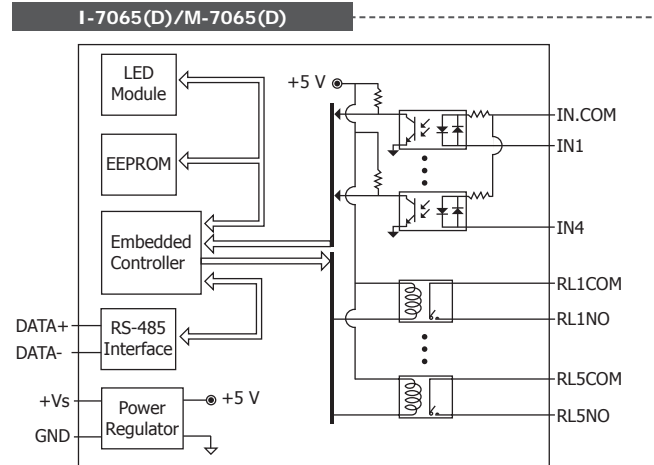 I-7065(D)/M-7065(D)
LED
Module
+5 V
IN.COM
IN1
EEPROM
IN4
Embedded
Controller
RL1COM
RL1NO
DATA+
DATA-
RS-485
Interface
RL5COM
RL5NO
+Vs
GND
Power
Regulator
+5 V